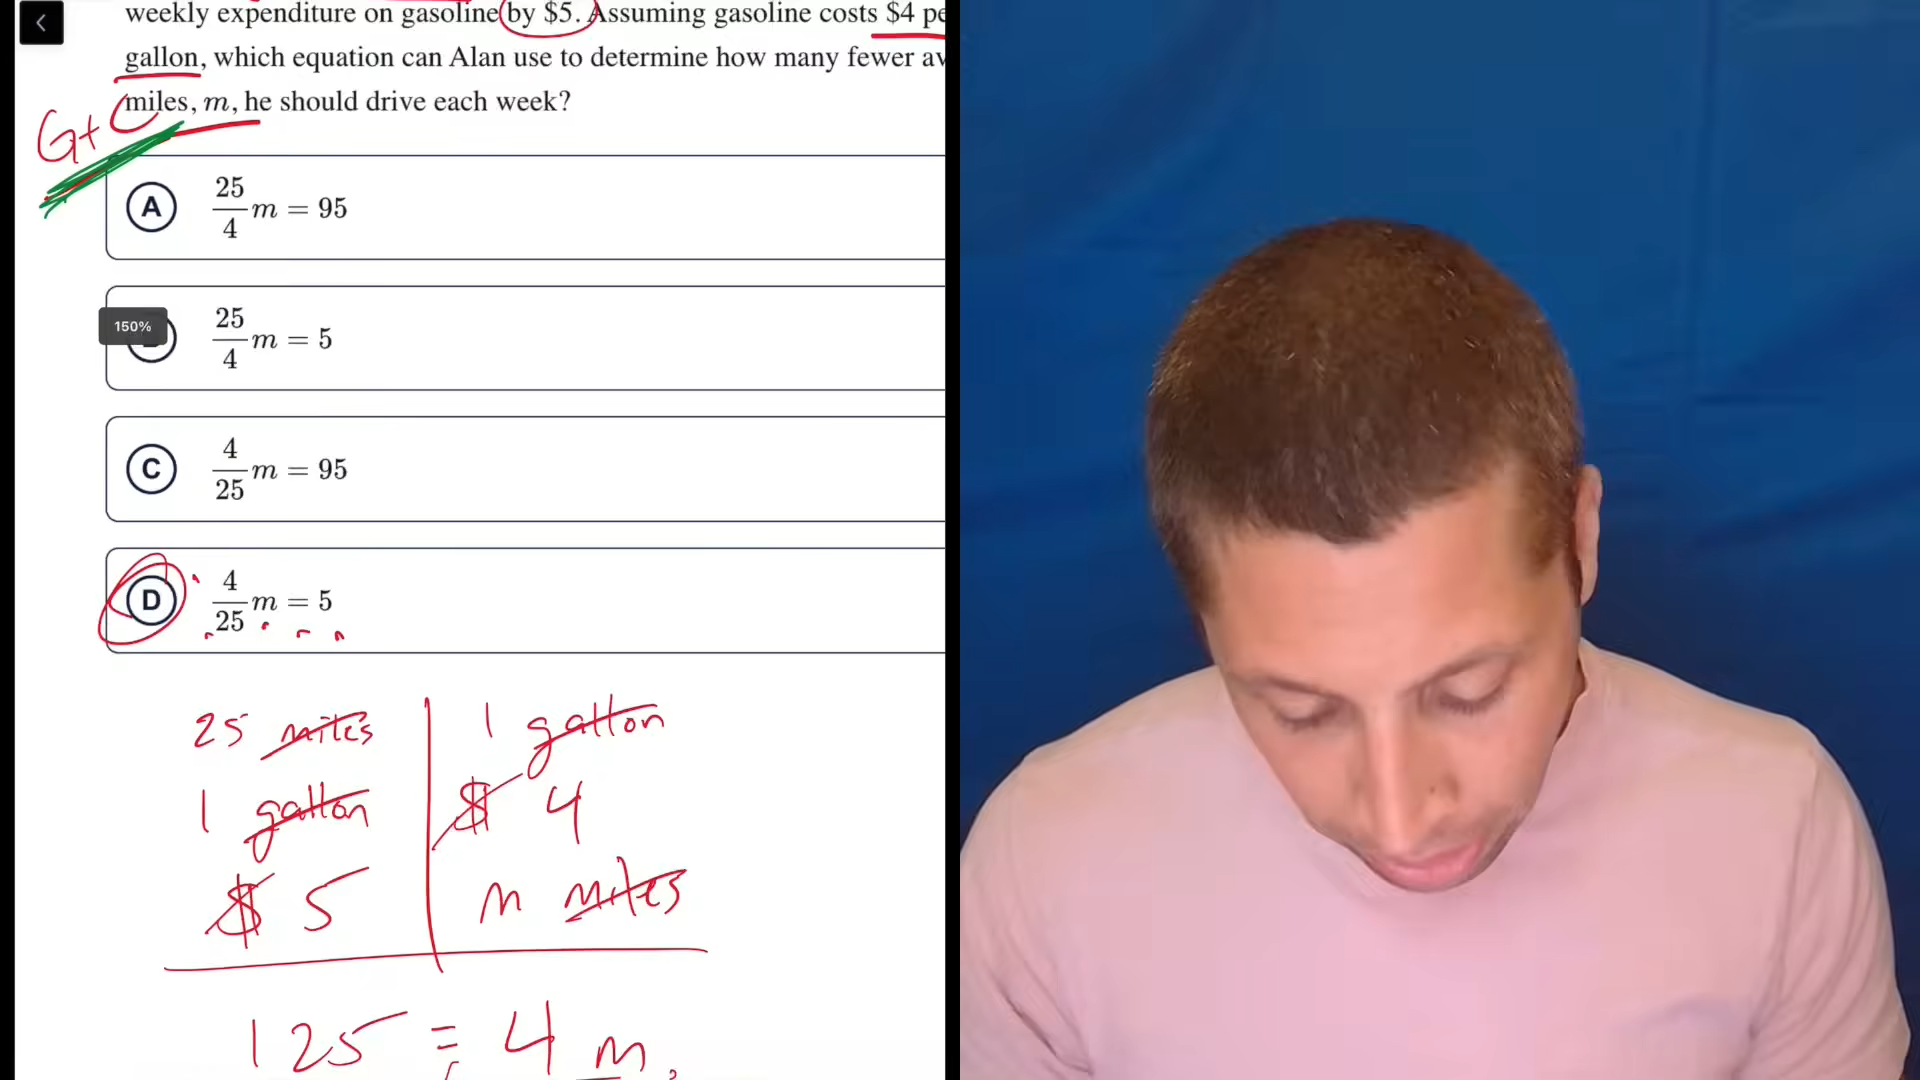 weekly expenditure on gasoline by $5. Assuming gasoline costs $4 pe
gallon, which equation can Alan use to determine how many fewer av
miles, m, he should drive each week?
G+C
A 25/4 m = 95
150%
25/4 m = 5
C 4/25 m = 95
D 4/25 m = 5
25 miles 1 gallon
1 gallon $ 4
$ 5 m miles
125 = 4 m